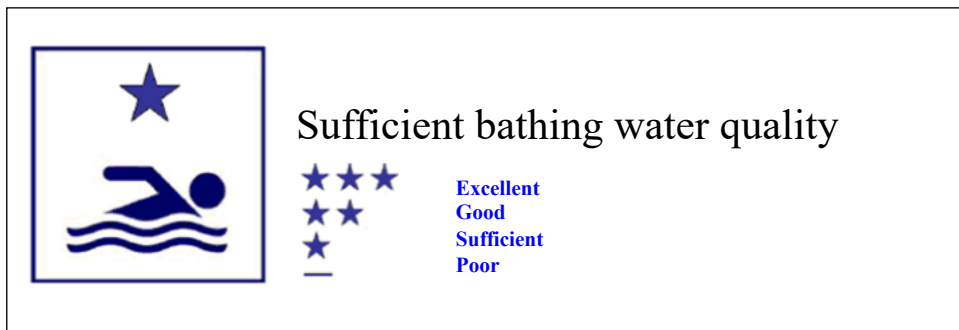 Sufficient bathing water quality
Excellent
Good
Sufficient
Poor